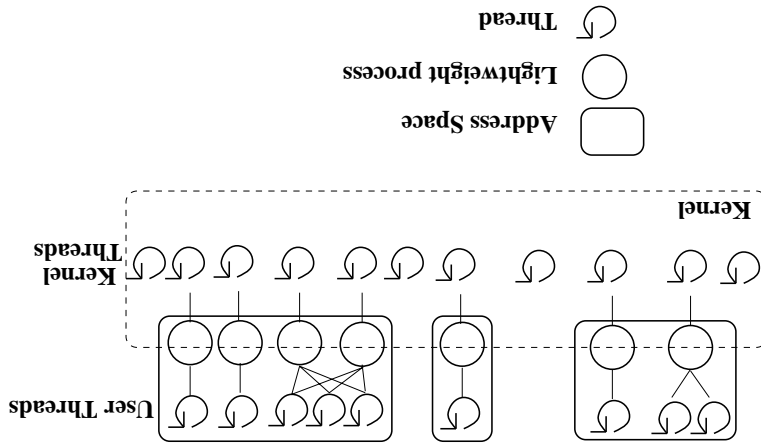 User Threads
Kernel
Threads
Kernel
Address Space
Lightweight process
Thread